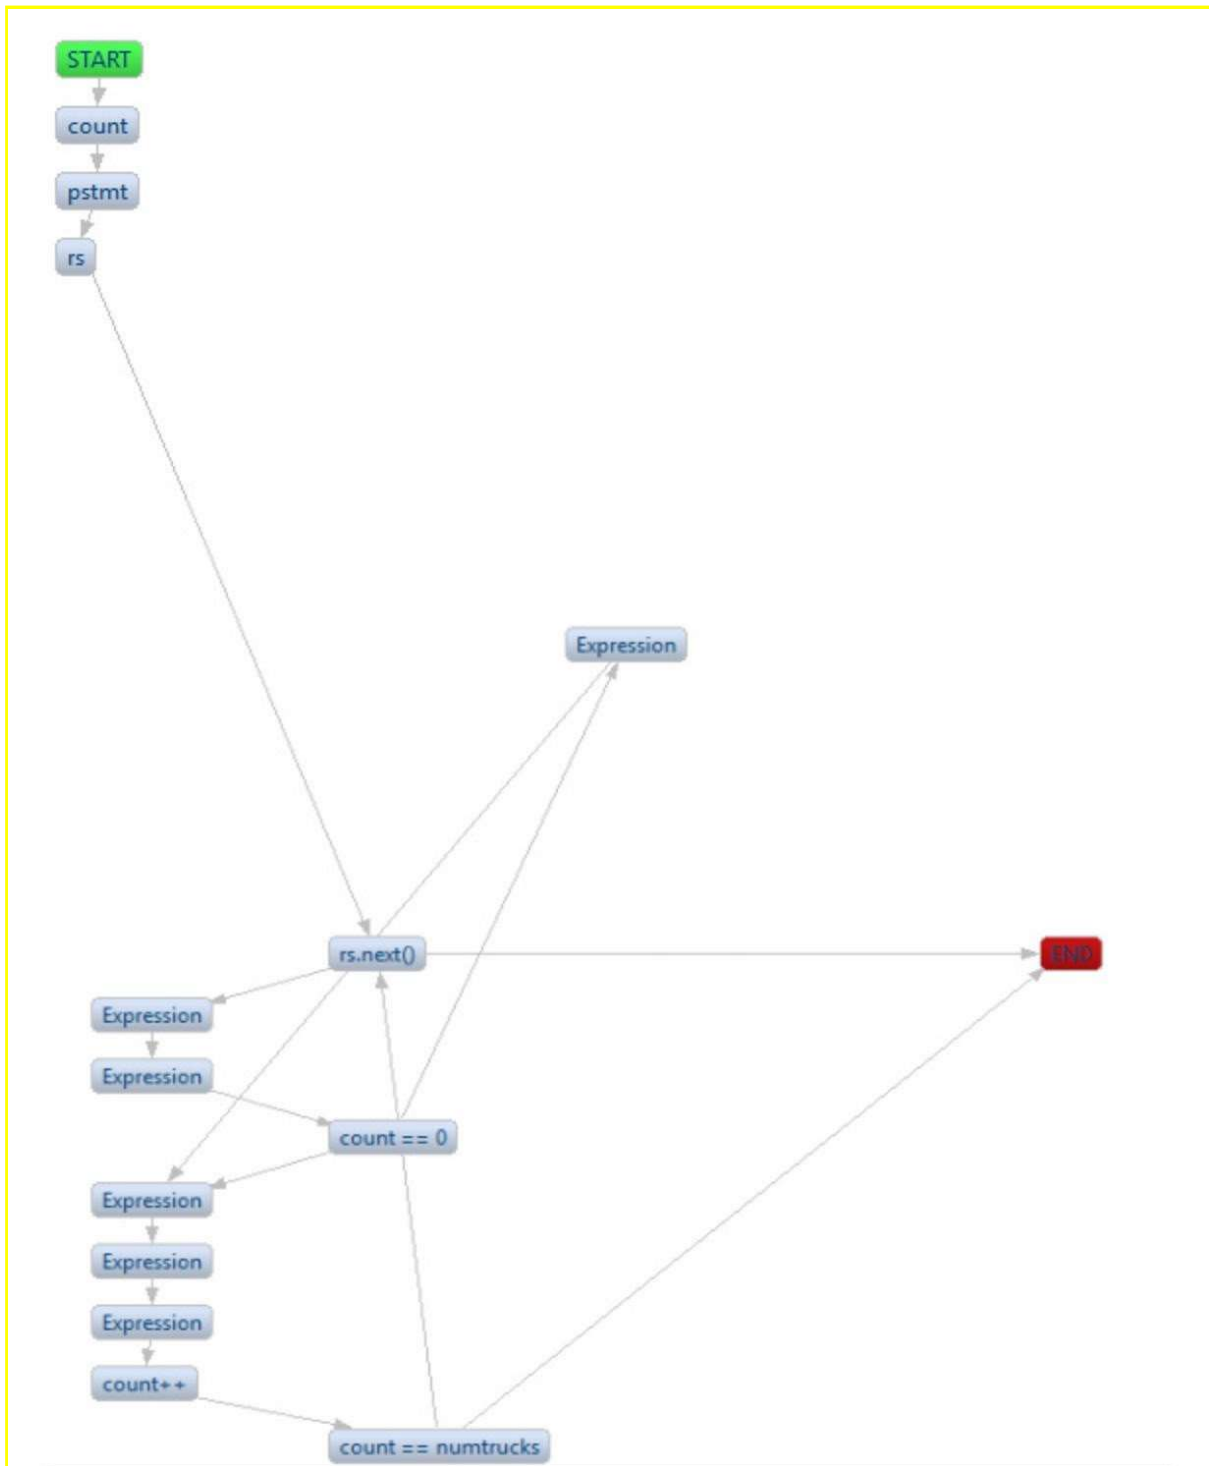 START
count
pstmt
rs
Expression
rs.next()
END
Expression
Expression
count == 0
Expression
Expression
Expression
count++
count == numtrucks